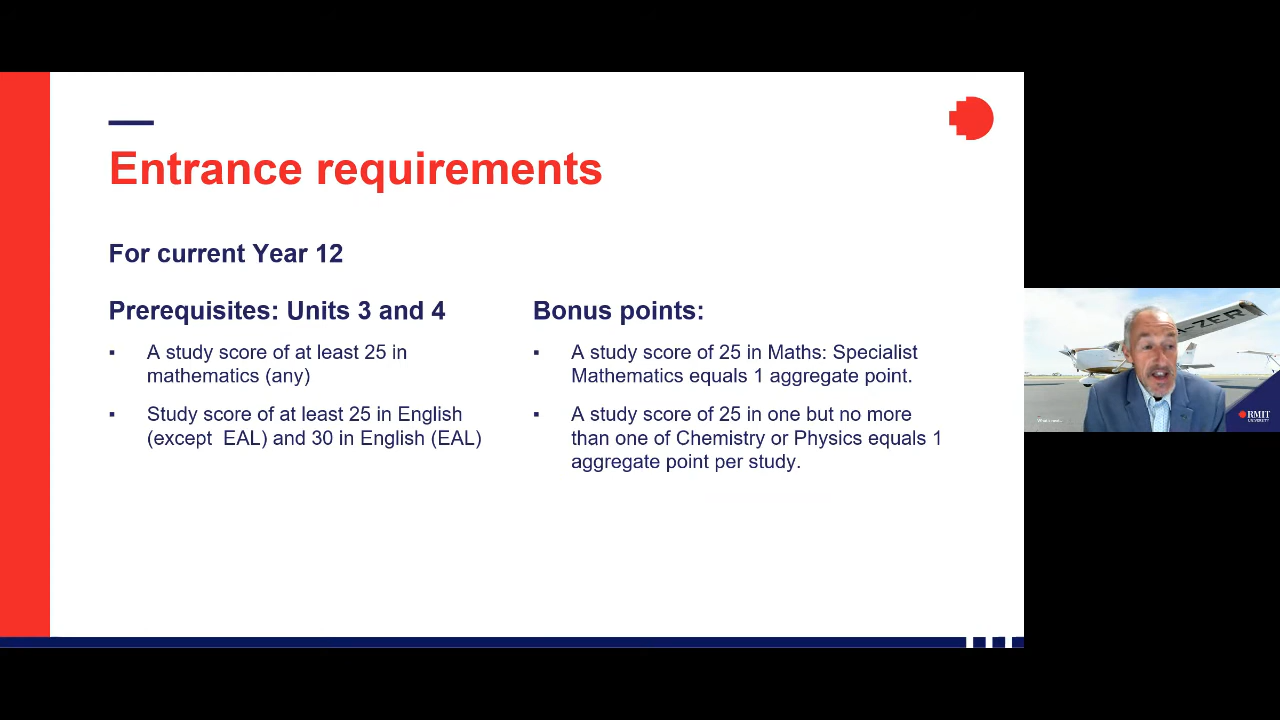 Entrance requirements
For current Year 12
Prerequisites: Units 3 and 4
▪ A study score of at least 25 in
mathematics (any)
▪ Study score of at least 25 in English
(except  EAL) and 30 in English (EAL)
Bonus points:
▪ A study score of 25 in Maths: Specialist
Mathematics equals 1 aggregate point.
▪ A study score of 25 in one but no more
than one of Chemistry or Physics equals 1
aggregate point per study.
-ZER
RMIT
UNIVERSITY
What's next...